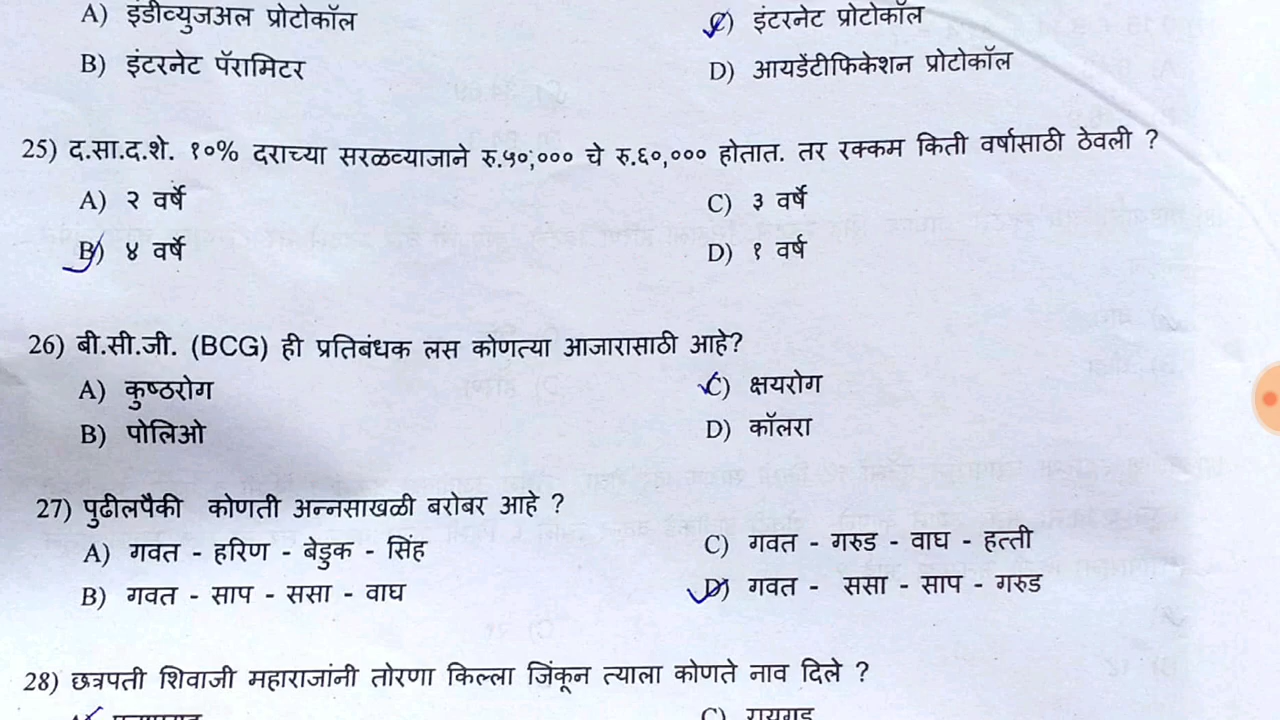 A) इंडीव्युजअल प्रोटोकॉल
C) इंटरनेट प्रोटोकॉल
B) इंटरनेट पॅरामिटर
D) आयडेंटीफिकेशन प्रोटोकॉल
25) द.सा.द.शे. १०% दराच्या सरळव्याजाने रु.५०,००० चे रु.६०,००० होतात. तर रक्कम किती वर्षासाठी ठेवली ?
A) २ वर्षे
C) ३ वर्षे
B) ४ वर्षे
D) १ वर्ष
26) बी.सी.जी. (BCG) ही प्रतिबंधक लस कोणत्या आजारासाठी आहे?
A) कुष्ठरोग
C) क्षयरोग
B) पोलिओ
D) कॉलरा
27) पुढीलपैकी कोणती अन्नसाखळी बरोबर आहे ?
A) गवत - हरिण - बेडुक - सिंह
C) गवत - गरुड - वाघ - हत्ती
B) गवत - साप - ससा - वाघ
D) गवत - ससा - साप - गरुड
28) छत्रपती शिवाजी महाराजांनी तोरणा किल्ला जिंकून त्याला कोणते नाव दिले ?
C) रायगड